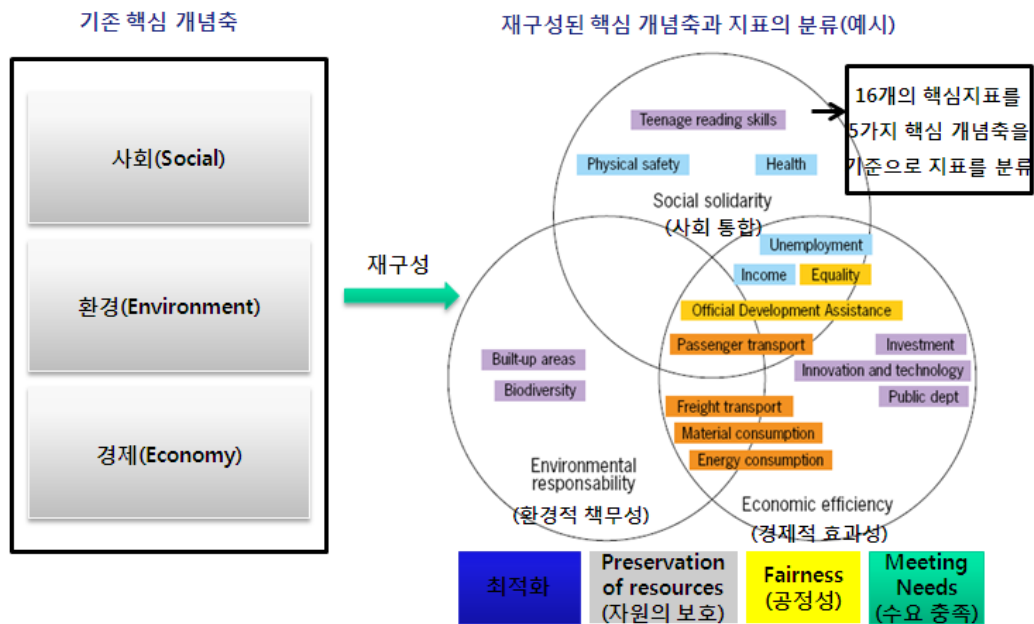 기존 핵심 개념축
사회(Social)
환경(Environment)
경제(Economy)
재구성
재구성된 핵심 개념축과 지표의 분류(예시)
16개의 핵심지표를
5가지 핵심 개념축을
기준으로 지표를 분류
Teenage reading skills
Physical safety
Health
Social solidarity
(사회 통합)
Unemployment
Income
Equality
Official Development Assistance
Passenger transport
Investment
Innovation and technology
Public dept
Built-up areas
Biodiversity
Freight transport
Material consumption
Energy consumption
Environmental
responsability
(환경적 책무성)
Economic efficiency
(경제적 효과성)
최적화
Preservation
of resources
(자원의 보호)
Fairness
(공정성)
Meeting
Needs
(수요 충족)